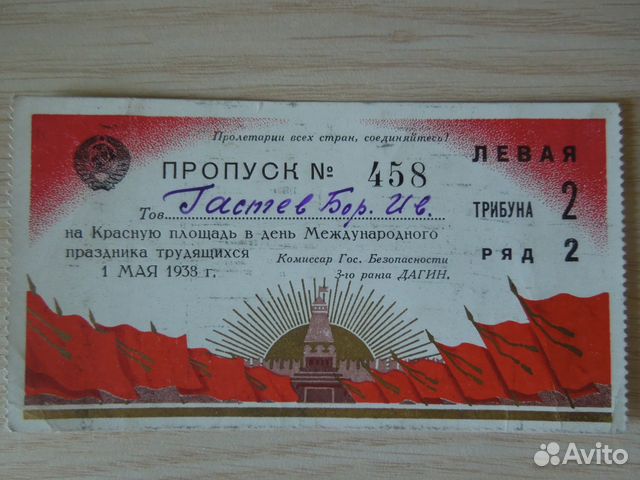 Пролетарии всех стран, соединяйтесь!
ПРОПУСК № 458
Тов. Гастев Бор. Ив.
на Красную площадь в день Международного
праздника трудящихся
1 МАЯ 1938 г.
Комиссар Гос. Безопасности
3-го ранга ДАГИН.
ЛЕВАЯ
ТРИБУНА 2
РЯД 2
Avito